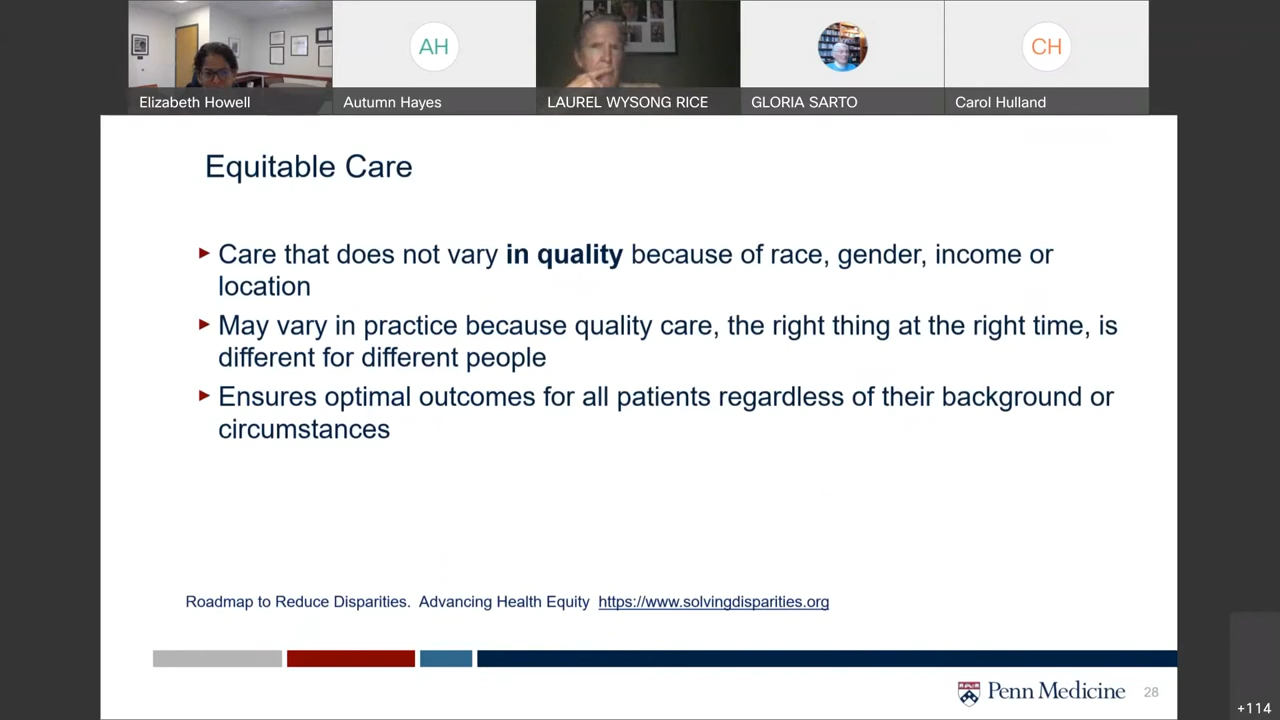 AH
CH
Elizabeth Howell
Autumn Hayes
LAUREL WYSONG RICE
GLORIA SARTO
Carol Hulland
Equitable Care
Care that does not vary in quality because of race, gender, income or
location
May vary in practice because quality care, the right thing at the right time, is
different for different people
Ensures optimal outcomes for all patients regardless of their background or
circumstances
Roadmap to Reduce Disparities. Advancing Health Equity https://www.solvingdisparities.org
Penn Medicine 28
+114